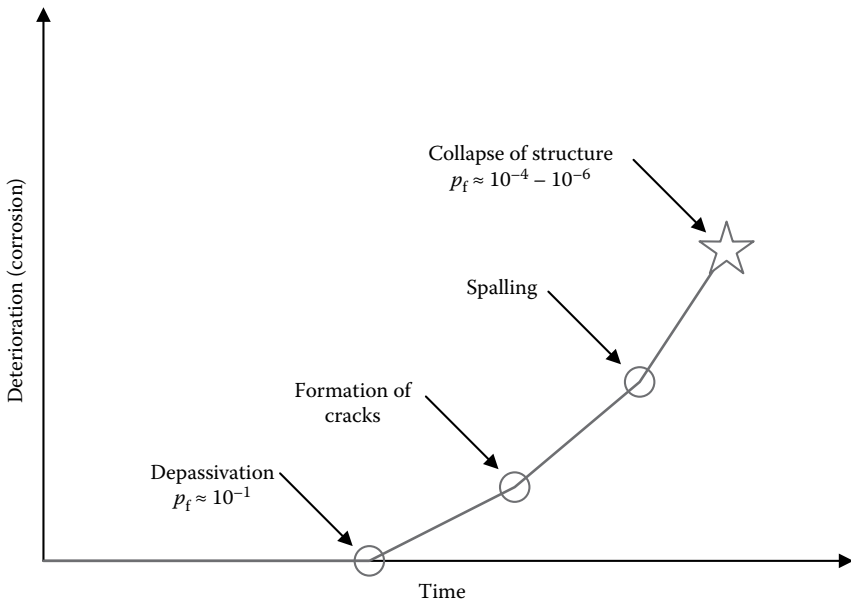 Collapse of structure
p_f ≈ 10⁻⁴ – 10⁻⁶
Spalling
Formation of
cracks
Depassivation
p_f ≈ 10⁻¹
Deterioration (corrosion)
Time